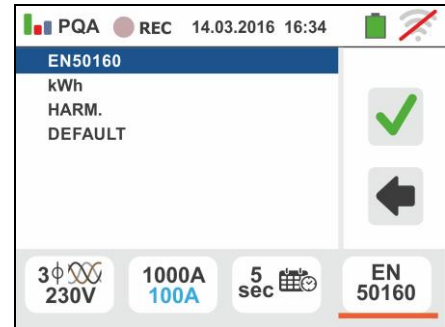 PQA REC 14.03.2016 16:34
EN50160
kWh
HARM.
DEFAULT
3ϕ 1000A 5 EN
230V 100A sec 50160